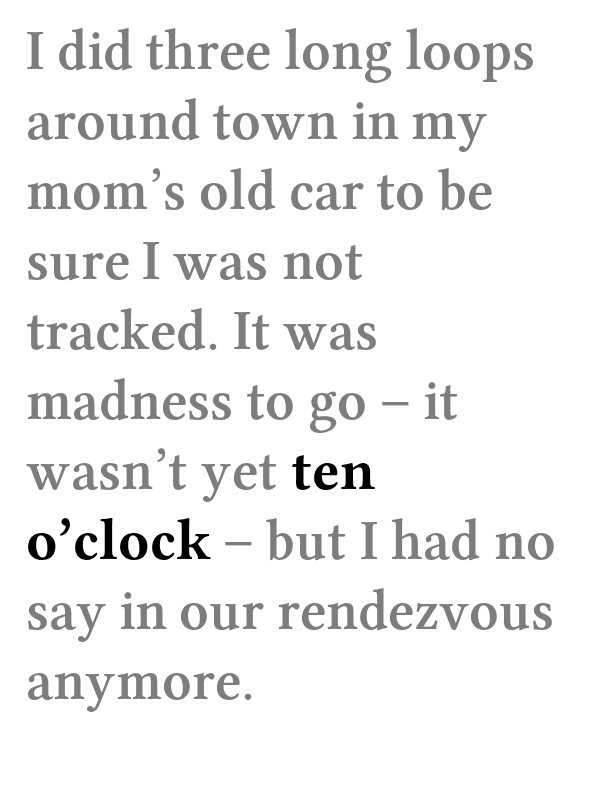 I did three long loops
around town in my
mom’s old car to be
sure I was not
tracked. It was
madness to go – it
wasn’t yet ten
o’clock – but I had no
say in our rendezvous
anymore.